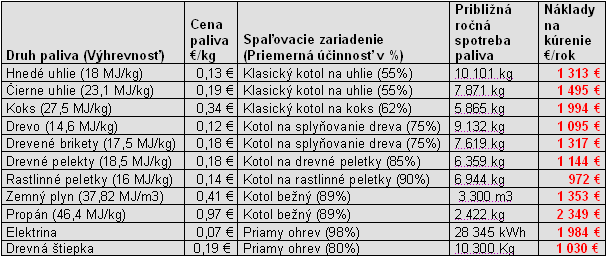 Druh paliva (Výhrevnosť) Cena paliva €/kg Spaľovacie zariadenie (Priemerná účinnosť v %) Približná ročná spotreba paliva Náklady na kúrenie €/rok
Hnedé uhlie (18 MJ/kg) 0,13 € Klasický kotol na uhlie (55%) 10.101 kg 1 313 €
Čierne uhlie (23,1 MJ/kg) 0,19 € Klasický kotol na uhlie (55%) 7.871 kg 1 495 €
Koks (27,5 MJ/kg) 0,34 € Klasický kotol na koks (62%) 5.865 kg 1 994 €
Drevo (14,6 MJ/kg) 0,12 € Kotol na splyňovanie dreva (75%) 9.132 kg 1 095 €
Drevené brikety (17,5 MJ/kg) 0,18 € Kotol na splyňovanie dreva (75%) 7.619 kg 1 317 €
Drevné pelekty (18,5 MJ/kg) 0,18 € Kotol na drevné peletky (85%) 6.359 kg 1 144 €
Rastlinné peletky (16 MJ/kg) 0,14 € Kotol na rastlinné peletky (90%) 6.944 kg 972 €
Zemný plyn (37,82 MJ/m3) 0,41 € Kotol bežný (89%) 3.300 m3 1 353 €
Propán (46,4 MJ/kg) 0,97 € Kotol bežný (89%) 2.422 kg 2 349 €
Elektrina 0,07 € Priamy ohrev (98%) 28 345 kWh 1 984 €
Drevná štiepka 0,19 € Priamy ohrev (80%) 10.300 Kg 1 030 €